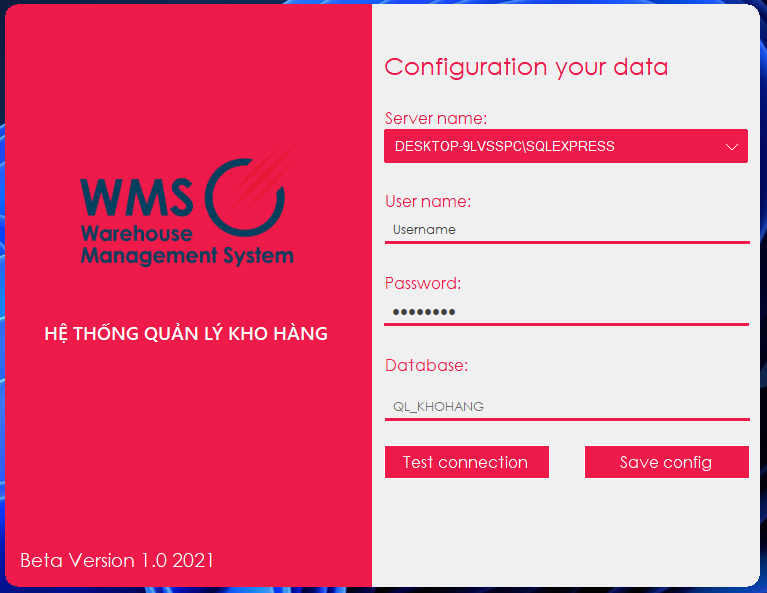 WMS
Warehouse
Management System
HỆ THỐNG QUẢN LÝ KHO HÀNG
Beta Version 1.0 2021
Configuration your data
Server name:
DESKTOP-9LVSSPC\SQLEXPRESS
User name:
Username
Password:
••••••••
Database:
QL_KHOHANG
Test connection
Save config